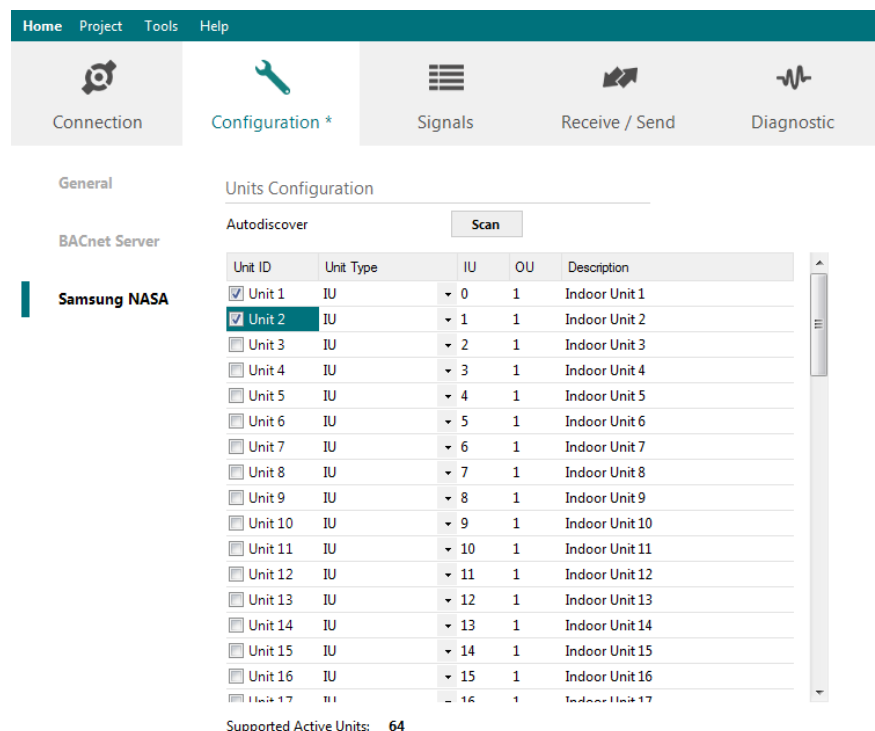 Home Project Tools Help
Connection Configuration * Signals Receive / Send Diagnostic
General
BACnet Server
Samsung NASA
Units Configuration
Autodiscover Scan
Unit ID Unit Type IU OU Description
Unit 1 IU 0 1 Indoor Unit 1
Unit 2 IU 1 1 Indoor Unit 2
Unit 3 IU 2 1 Indoor Unit 3
Unit 4 IU 3 1 Indoor Unit 4
Unit 5 IU 4 1 Indoor Unit 5
Unit 6 IU 5 1 Indoor Unit 6
Unit 7 IU 6 1 Indoor Unit 7
Unit 8 IU 7 1 Indoor Unit 8
Unit 9 IU 8 1 Indoor Unit 9
Unit 10 IU 9 1 Indoor Unit 10
Unit 11 IU 10 1 Indoor Unit 11
Unit 12 IU 11 1 Indoor Unit 12
Unit 13 IU 12 1 Indoor Unit 13
Unit 14 IU 13 1 Indoor Unit 14
Unit 15 IU 14 1 Indoor Unit 15
Unit 16 IU 15 1 Indoor Unit 16
Unit 17 IU 16 1 Indoor Unit 17
Supported Active Units: 64